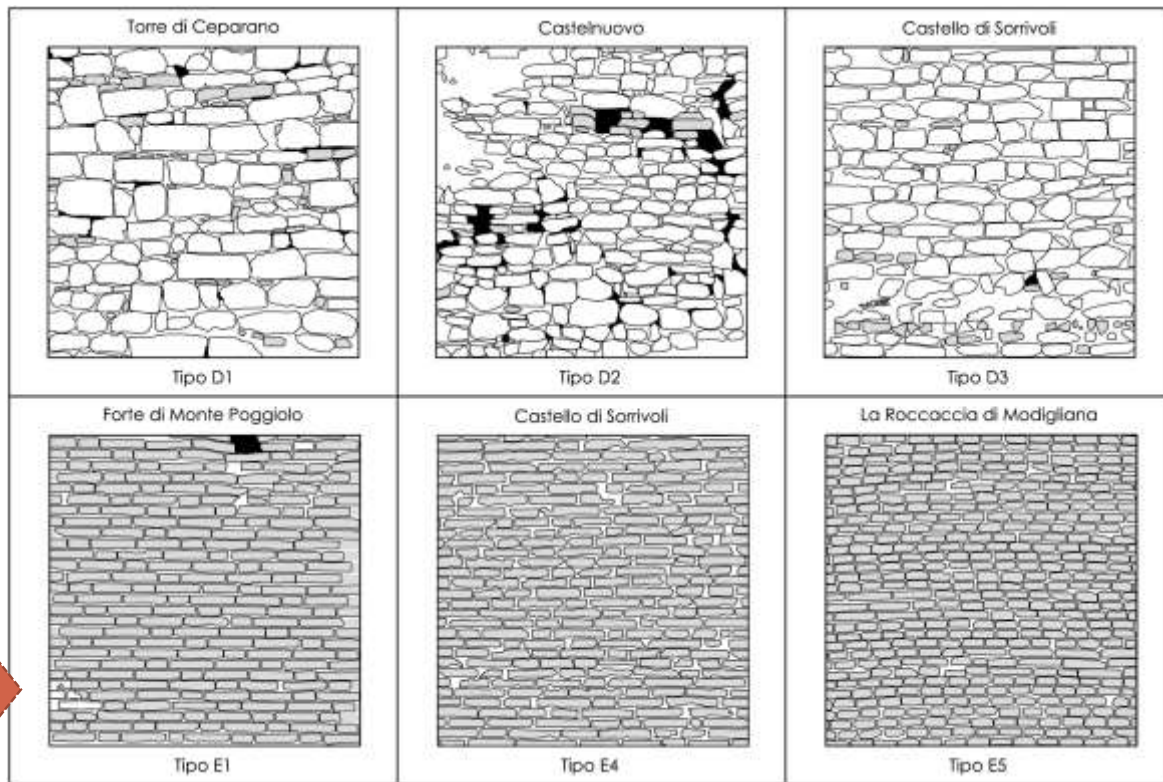 Torre di Ceparano
Castelnuovo
Castello di Sorrivoli
Tipo D1
Tipo D2
Tipo D3
Forte di Monte Poggiolo
Castello di Sorrivoli
La Roccaccia di Modigliana
Tipo E1
Tipo E4
Tipo E5